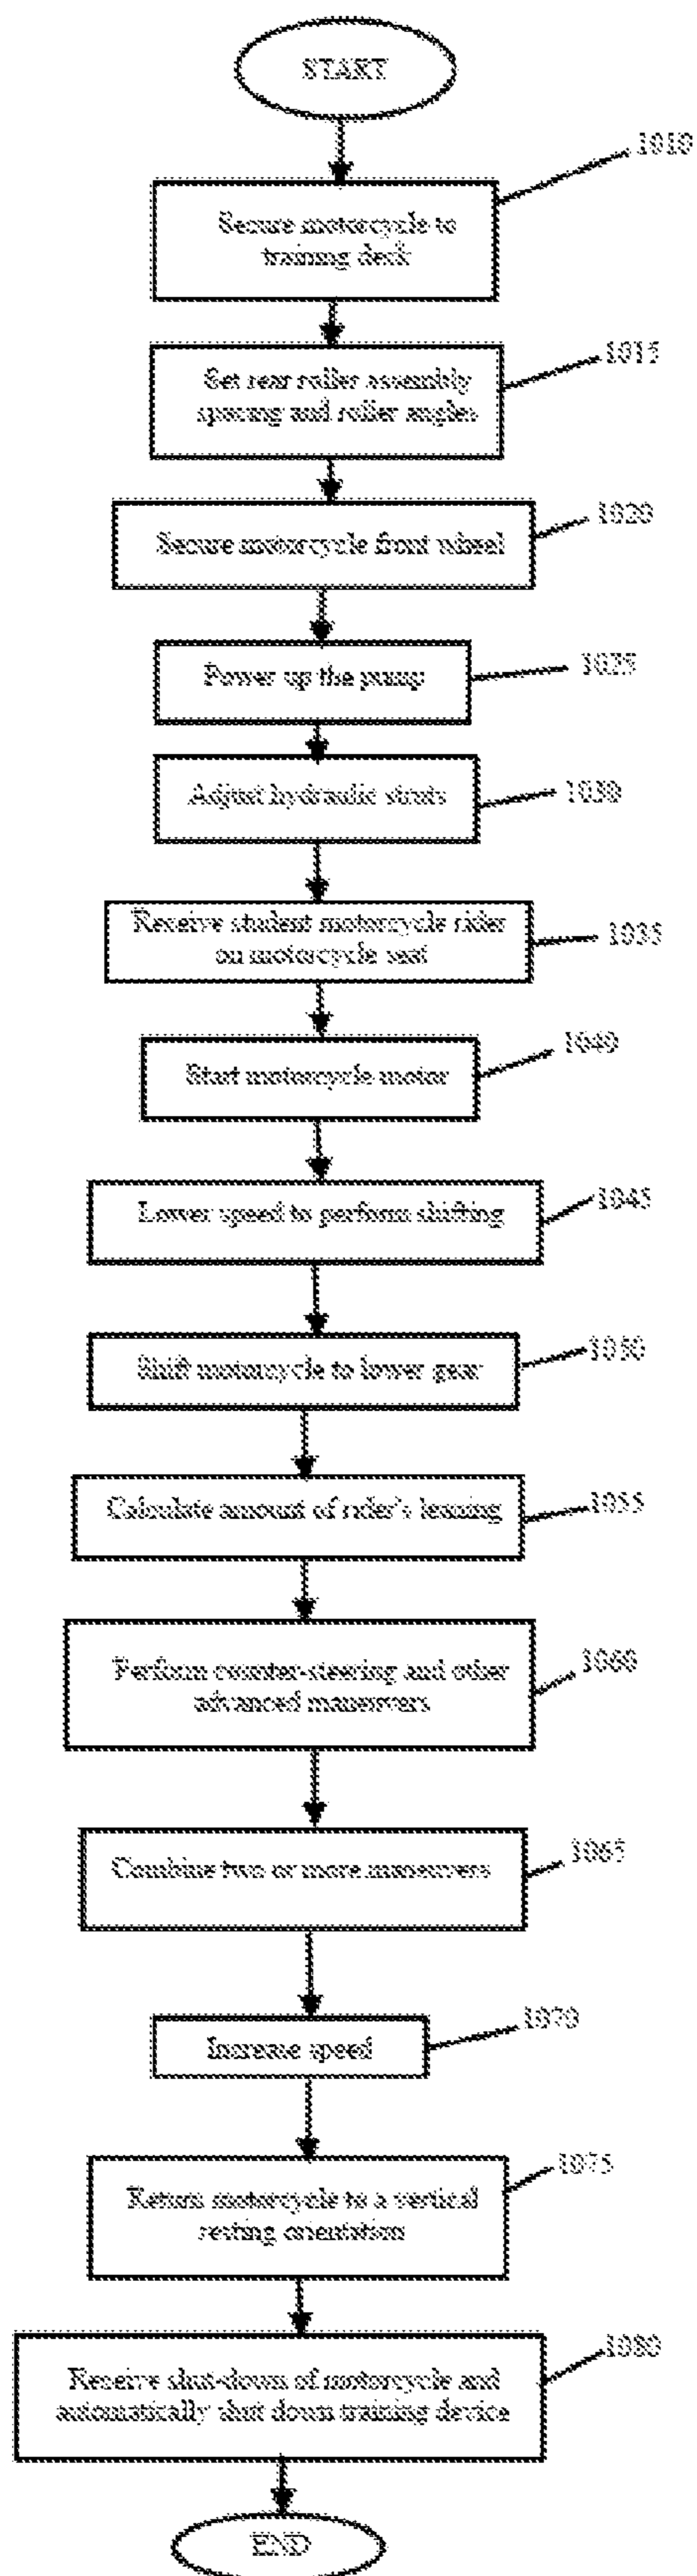 START
1010
Secure motorcycle to
training deck
1015
Set rear roller assembly
spacing and roller angles
1020
Secure motorcycle front wheel
1025
Power up the pump
1030
Adjust hydraulic struts
1035
Receive student motorcycle rider
on motorcycle seat
1040
Start motorcycle motor
1045
Lower speed to perform shifting
1050
Shift motorcycle to lower gear
1055
Calculate amount of rider's leaning
1060
Perform counter-steering and other
advanced maneuvers
1065
Combine two or more maneuvers
1070
Increase speed
1075
Return motorcycle to a vertical
resting orientation
1080
Receive shut-down of motorcycle and
automatically shut down training device
END